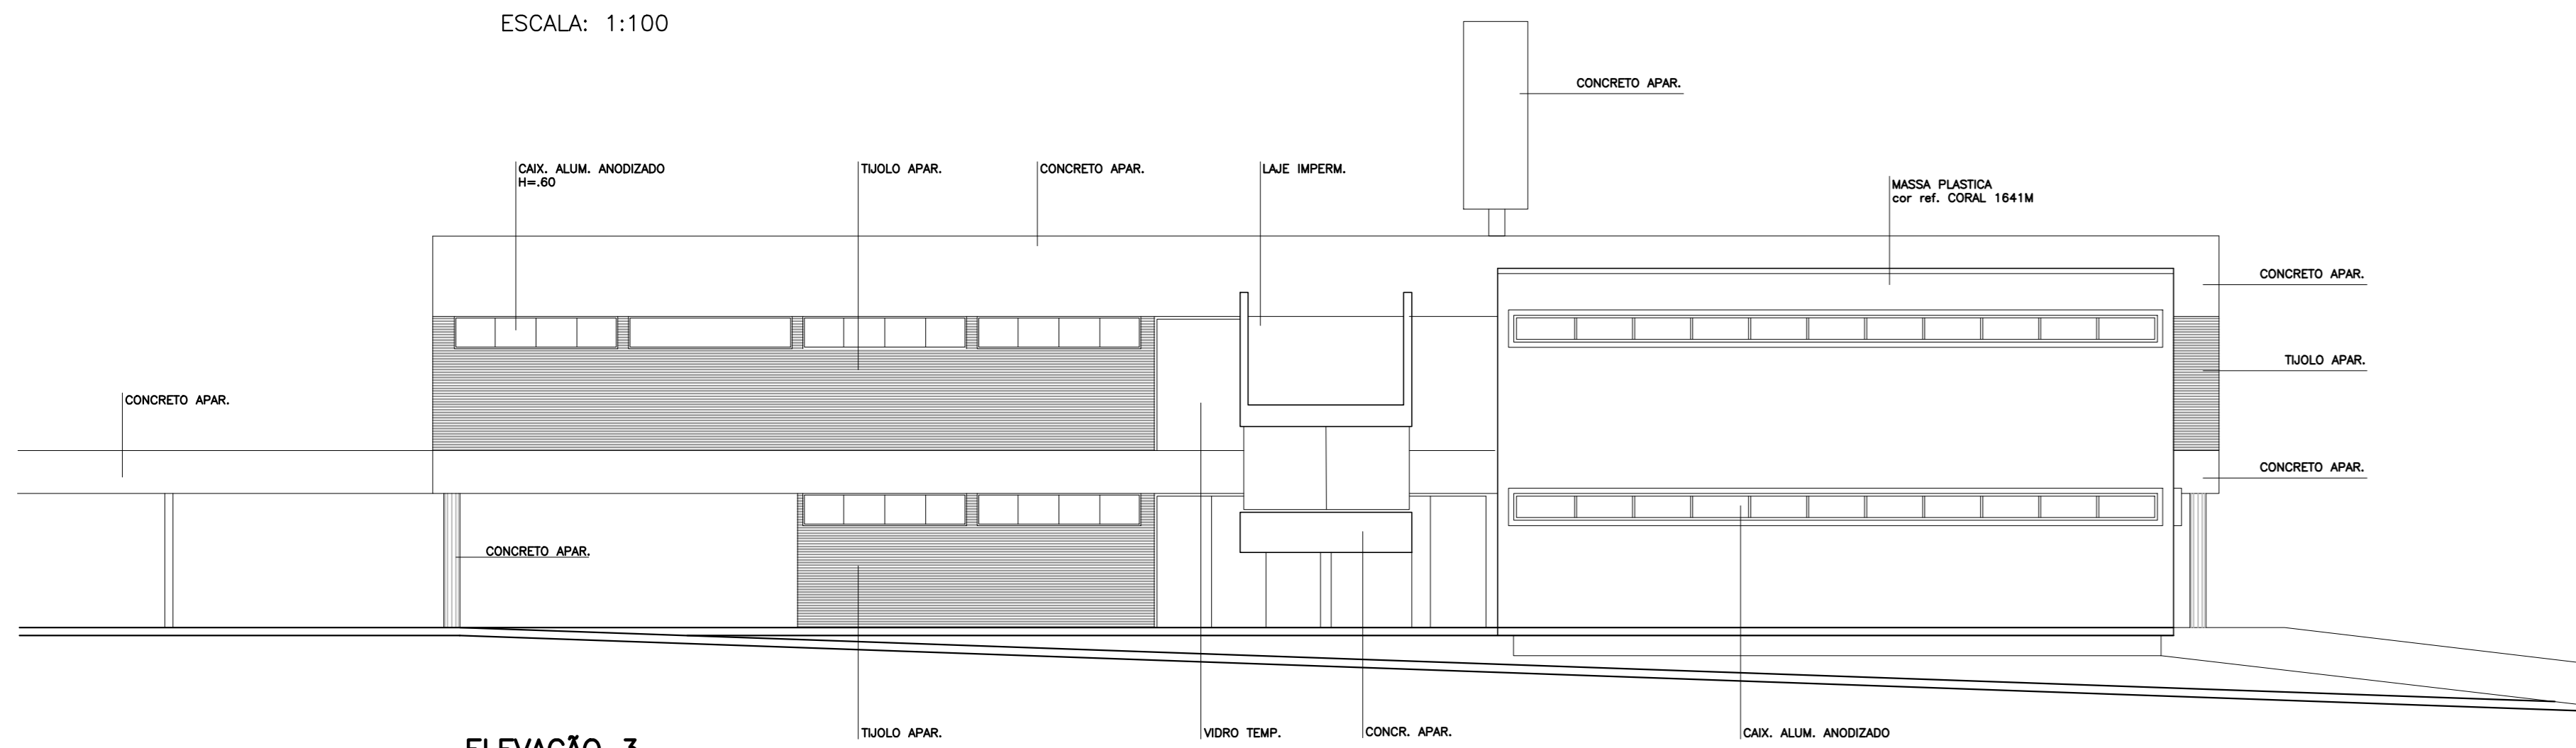 ESCALA: 1:100
CONCRETO APAR.
CAIX. ALUM. ANODIZADO
H=.60
TIJOLO APAR.
CONCRETO APAR.
LAJE IMPERM.
MASSA PLASTICA
cor ref. CORAL 1641M
CONCRETO APAR.
TIJOLO APAR.
CONCRETO APAR.
CONCRETO APAR.
CONCRETO APAR.
TIJOLO APAR.
VIDRO TEMP.
CONCR. APAR.
CAIX. ALUM. ANODIZADO
ELEVAÇÃO 3